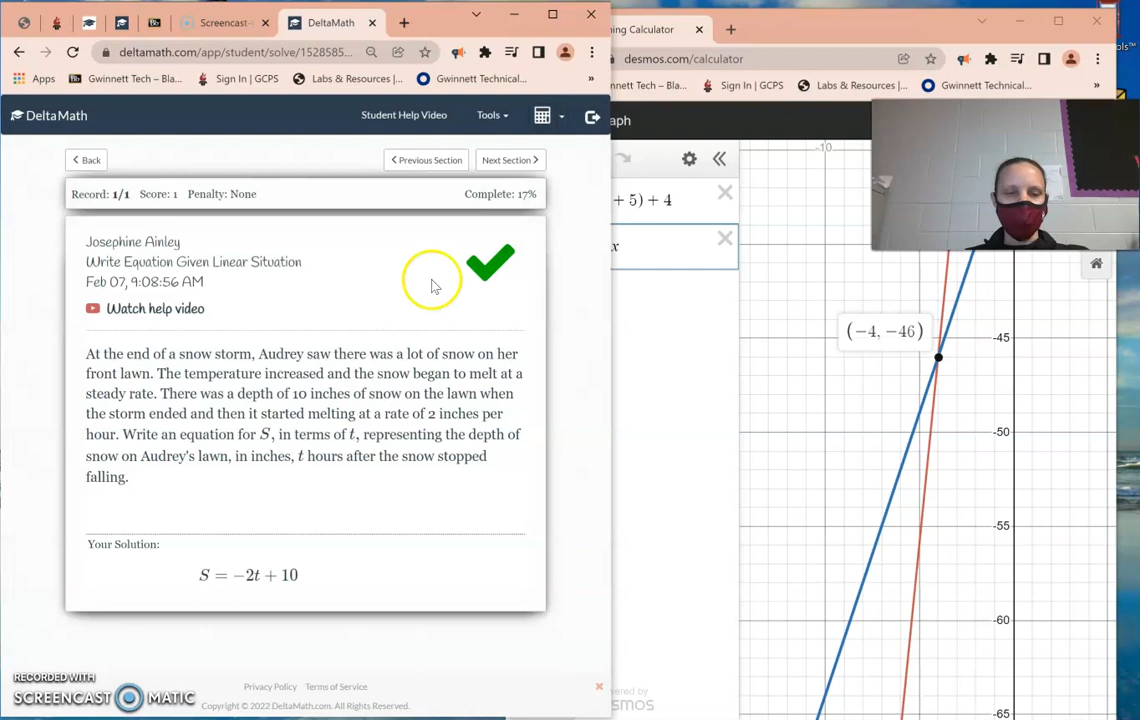 Screencast-
DeltaMath
ning Calculator
deltamath.com/app/student/solve/1528585...
desmos.com/calculator
Apps
Bb
Gwinnett Tech – Bla...
Sign In | GCPS
Labs & Resources |...
Gwinnett Technical...
»
Gwinnett Tech – Bla...
Sign In | GCPS
Labs & Resources |...
Gwinnett Technical...
»
DeltaMath
Student Help Video
Tools
aph
Back
Previous Section
Next Section
Record: 1/1 Score: 1 Penalty: None Complete: 17%
Josephine Ainley
Write Equation Given Linear Situation
Feb 07, 9:08:56 AM
Watch help video
At the end of a snow storm, Audrey saw there was a lot of snow on her
front lawn. The temperature increased and the snow began to melt at a
steady rate. There was a depth of 10 inches of snow on the lawn when
the storm ended and then it started melting at a rate of 2 inches per
hour. Write an equation for S, in terms of t, representing the depth of
snow on Audrey's lawn, in inches, t hours after the snow stopped
falling.
Your Solution:
S = −2t + 10
+ 5) + 4
x
-10
(−4, −46)
-45
-50
-55
-60
-65
RECORDED WITH
SCREENCAST MATIC
Privacy Policy Terms of Service
Copyright © 2022 DeltaMath.com. All Rights Reserved.
ered by
smos